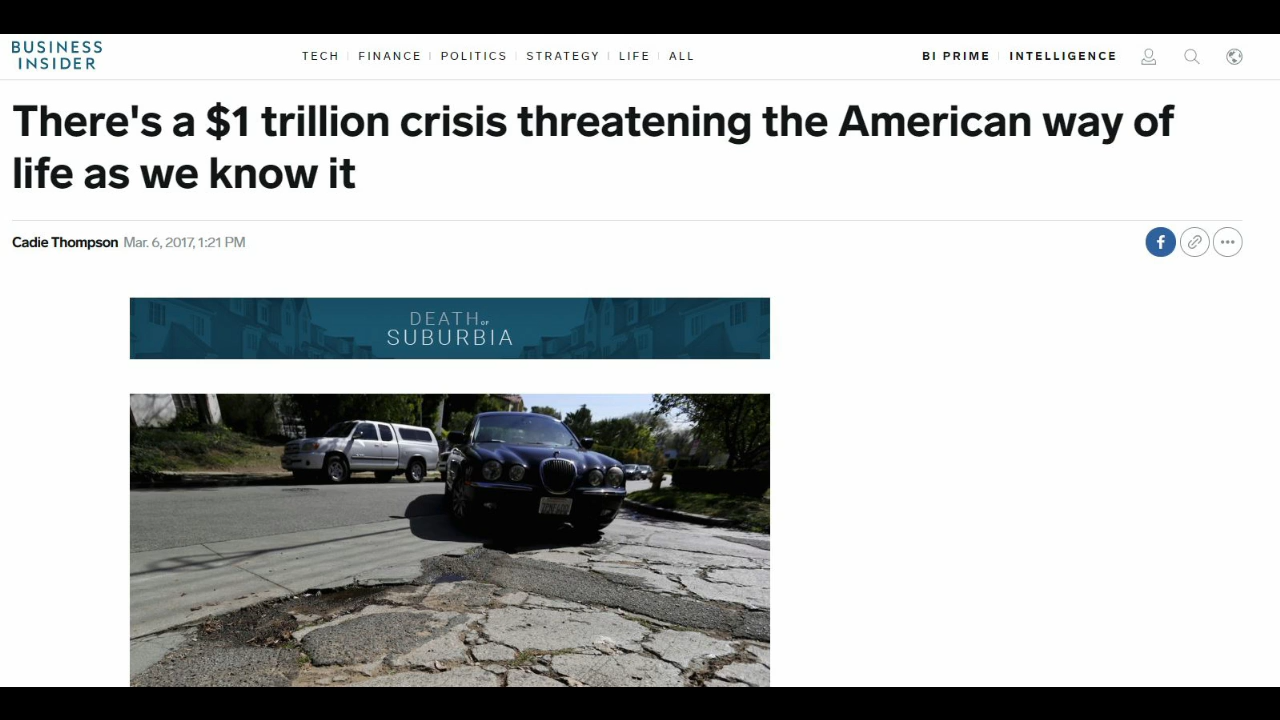 BUSINESS
INSIDER
TECH | FINANCE | POLITICS | STRATEGY | LIFE | ALL
BI PRIME | INTELLIGENCE
There's a $1 trillion crisis threatening the American way of
life as we know it
Cadie Thompson Mar. 6, 2017, 1:21 PM
f
DEATH OF
SUBURBIA